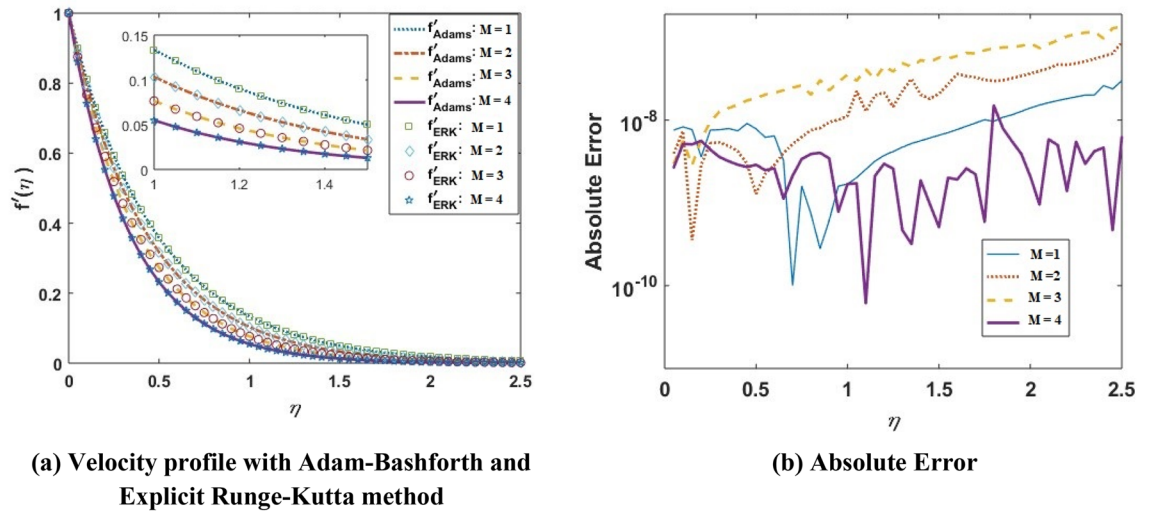 1
0.8
0.6
0.4
0.2
0
f′(η)
0
0.5
1
1.5
2
2.5
η
0.15
0.1
0.05
0
1
1.2
1.4
f′Adams: M = 1
f′Adams: M = 2
f′Adams: M = 3
f′Adams: M = 4
f′ERK: M = 1
f′ERK: M = 2
f′ERK: M = 3
f′ERK: M = 4
(a) Velocity profile with Adam-Bashforth and
Explicit Runge-Kutta method
10-8
10-10
Absolute Error
0
0.5
1
1.5
2
2.5
η
M =1
M =2
M = 3
M = 4
(b) Absolute Error